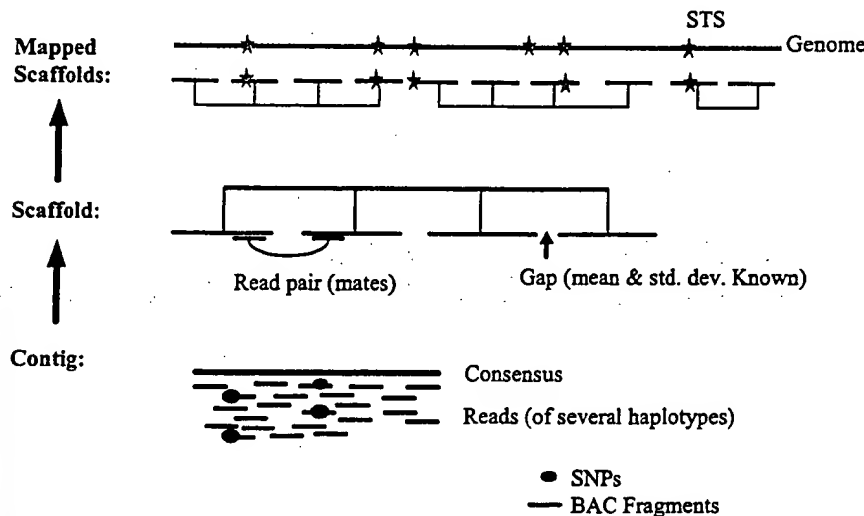 STS
Mapped
Scaffolds:
Genome
Scaffold:
Read pair (mates)
Gap (mean & std. dev. Known)
Contig:
Consensus
Reads (of several haplotypes)
SNPs
BAC Fragments